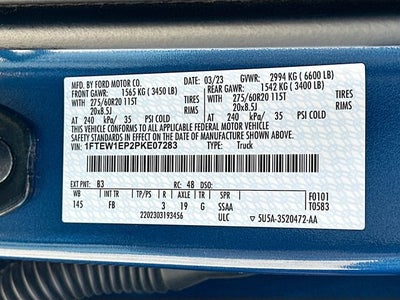 MFD. BY FORD MOTOR CO. 03/23 GVWR: 2994 KG ( 6600 LB)
FRONT GAWR: 1565 KG ( 3450 LB) REAR GAWR: 1542 KG ( 3400 LB)
WITH 275/60R20 115T TIRES WITH 275/60R20 115T TIRES
20x8.5J RIMS 20x8.5J RIMS
AT 240 kPa/ 35 PSI COLD AT 240 kPa/ 35 PSI COLD
THIS VEHICLE CONFORMS TO ALL APPLICABLE FEDERAL MOTOR VEHICLE
SAFETY STANDARDS IN EFFECT ON THE DATE OF MANUFACTURE SHOWN ABOVE.
VIN: 1FTEW1EP2PKE07283 TYPE: Truck
EXT PNT: B3 RC: 48 DSO:
WB INT TR TP/PS R AXLE TR SPR F0101
145 FB 3 19 G SSAA T0583
2202303193456 ULC 5U5A-3520472-AA